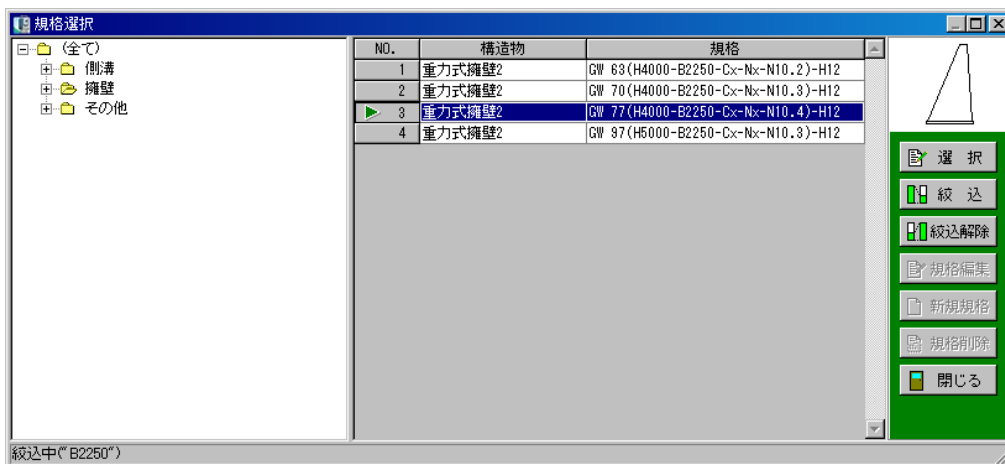 規格選択
(全て)
側溝
擁壁
その他
NO. 構造物 規格
1 重力式擁壁2 GW 63(H4000-B2250-Cx-Nx-N10.2)-H12
2 重力式擁壁2 GW 70(H4000-B2250-Cx-Nx-N10.3)-H12
3 重力式擁壁2 GW 77(H4000-B2250-Cx-Nx-N10.4)-H12
4 重力式擁壁2 GW 97(H5000-B2250-Cx-Nx-N10.3)-H12
選 択
絞 込
絞込解除
規格編集
新規規格
規格削除
閉じる
絞込中("B2250")